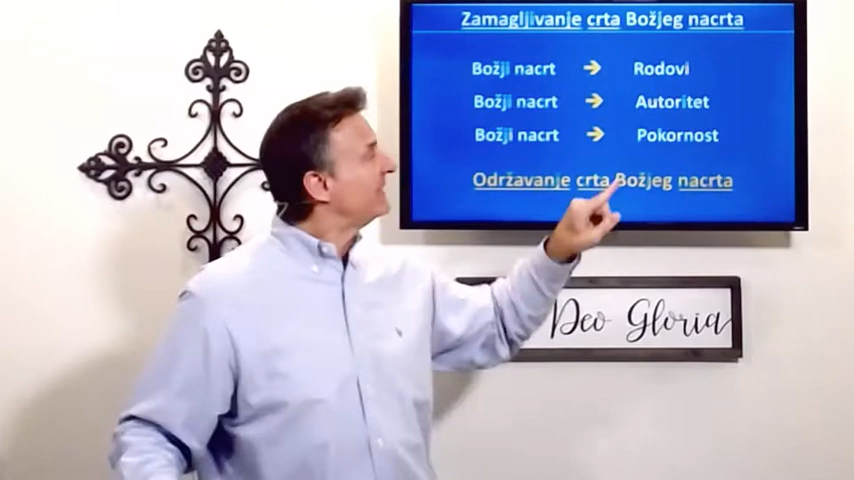 Zamagljivanje crta Božjeg nacrta
Božji nacrt → Rodovi
Božji nacrt → Autoritet
Božji nacrt → Pokornost
Održavanje crta Božjeg nacrta
Deo Gloria